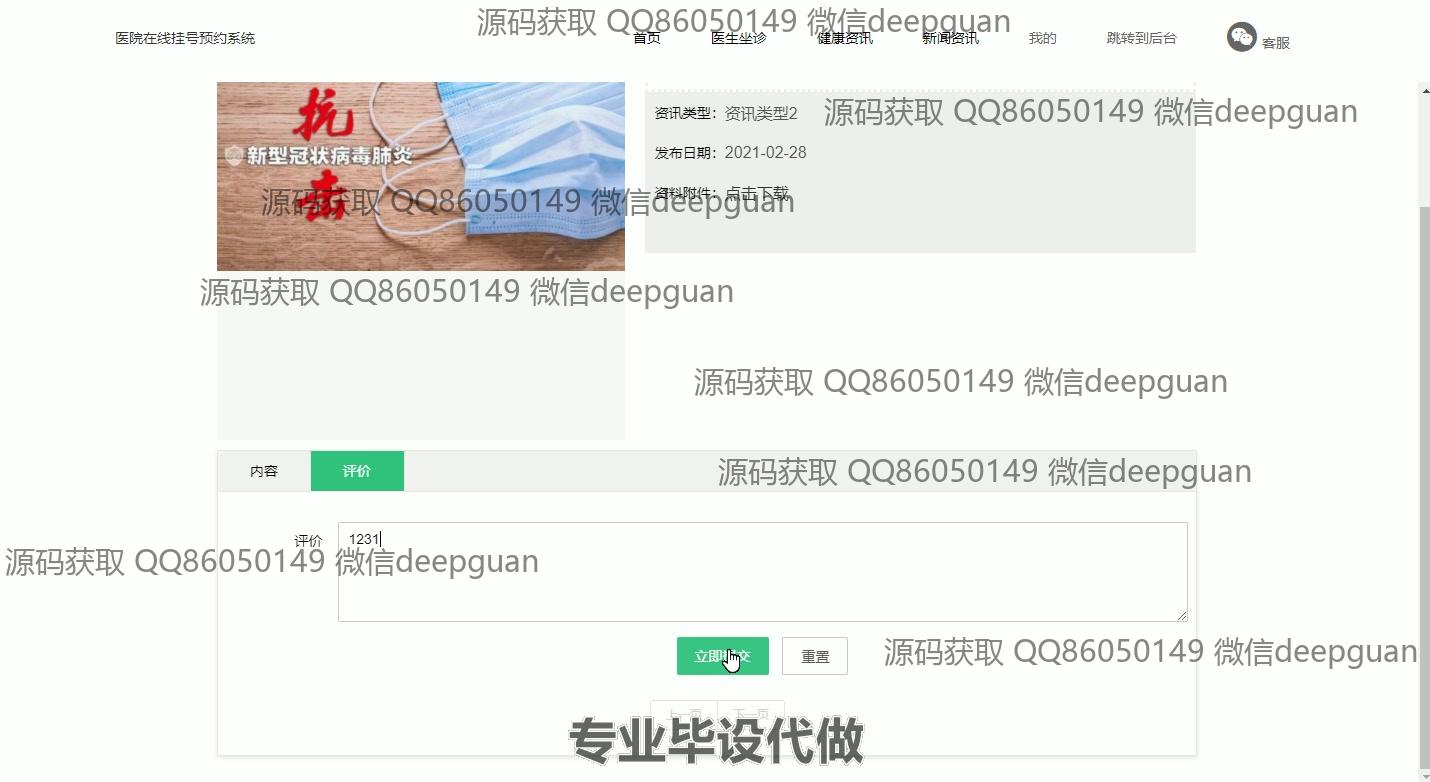 源码获取 QQ86050149 微信deepguan
医院在线挂号预约系统 首页 医生坐诊 健康资讯 新闻资讯 我的 跳转到后台 客服
抗
新型冠状病毒肺炎
击
资讯类型：资讯类型2
源码获取 QQ86050149 微信deepguan
发布日期：2021-02-28
资料附件：点击下载
源码获取 QQ86050149 微信deepguan
源码获取 QQ86050149 微信deepguan
源码获取 QQ86050149 微信deepguan
内容 评价
源码获取 QQ86050149 微信deepguan
评价 1231
源码获取 QQ86050149 微信deepguan
立即提交 重置
源码获取 QQ86050149 微信deepguan
上一页 下一页
专业毕设代做